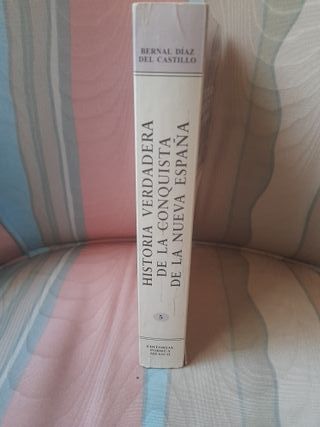 BERNAL DÍAZ
DEL CASTILLO
HISTORIA VERDADERA
DE LA CONQUISTA
DE LA NUEVA ESPAÑA
5
EDITORIAL
PORRÚA
MÉXICO